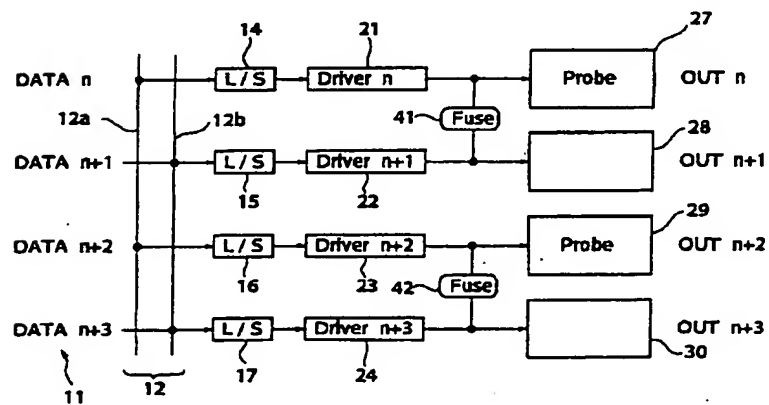 14
21
27
DATA n
L/S
Driver n
Probe
OUT n
12a
12b
41
Fuse
28
DATA n+1
L/S
Driver n+1
OUT n+1
15
22
29
DATA n+2
L/S
Driver n+2
Probe
OUT n+2
16
23
42
Fuse
DATA n+3
L/S
Driver n+3
OUT n+3
30
11
12
17
24